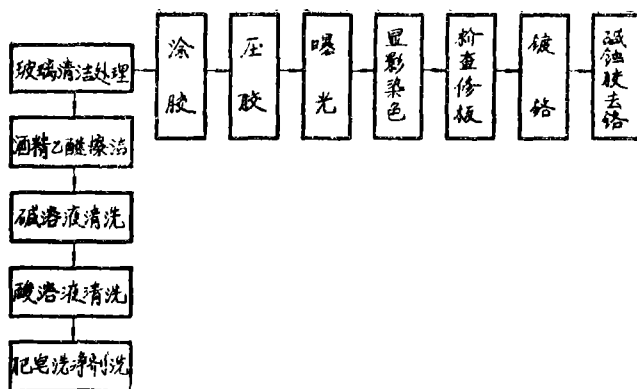 玻璃清洁处理
涂胶
压胶
曝光
显影染色
检查修板
镀铬
碱蚀胶去铬
酒精乙醚擦洁
碱溶液清洗
酸溶液清洗
肥皂洗净剂洗